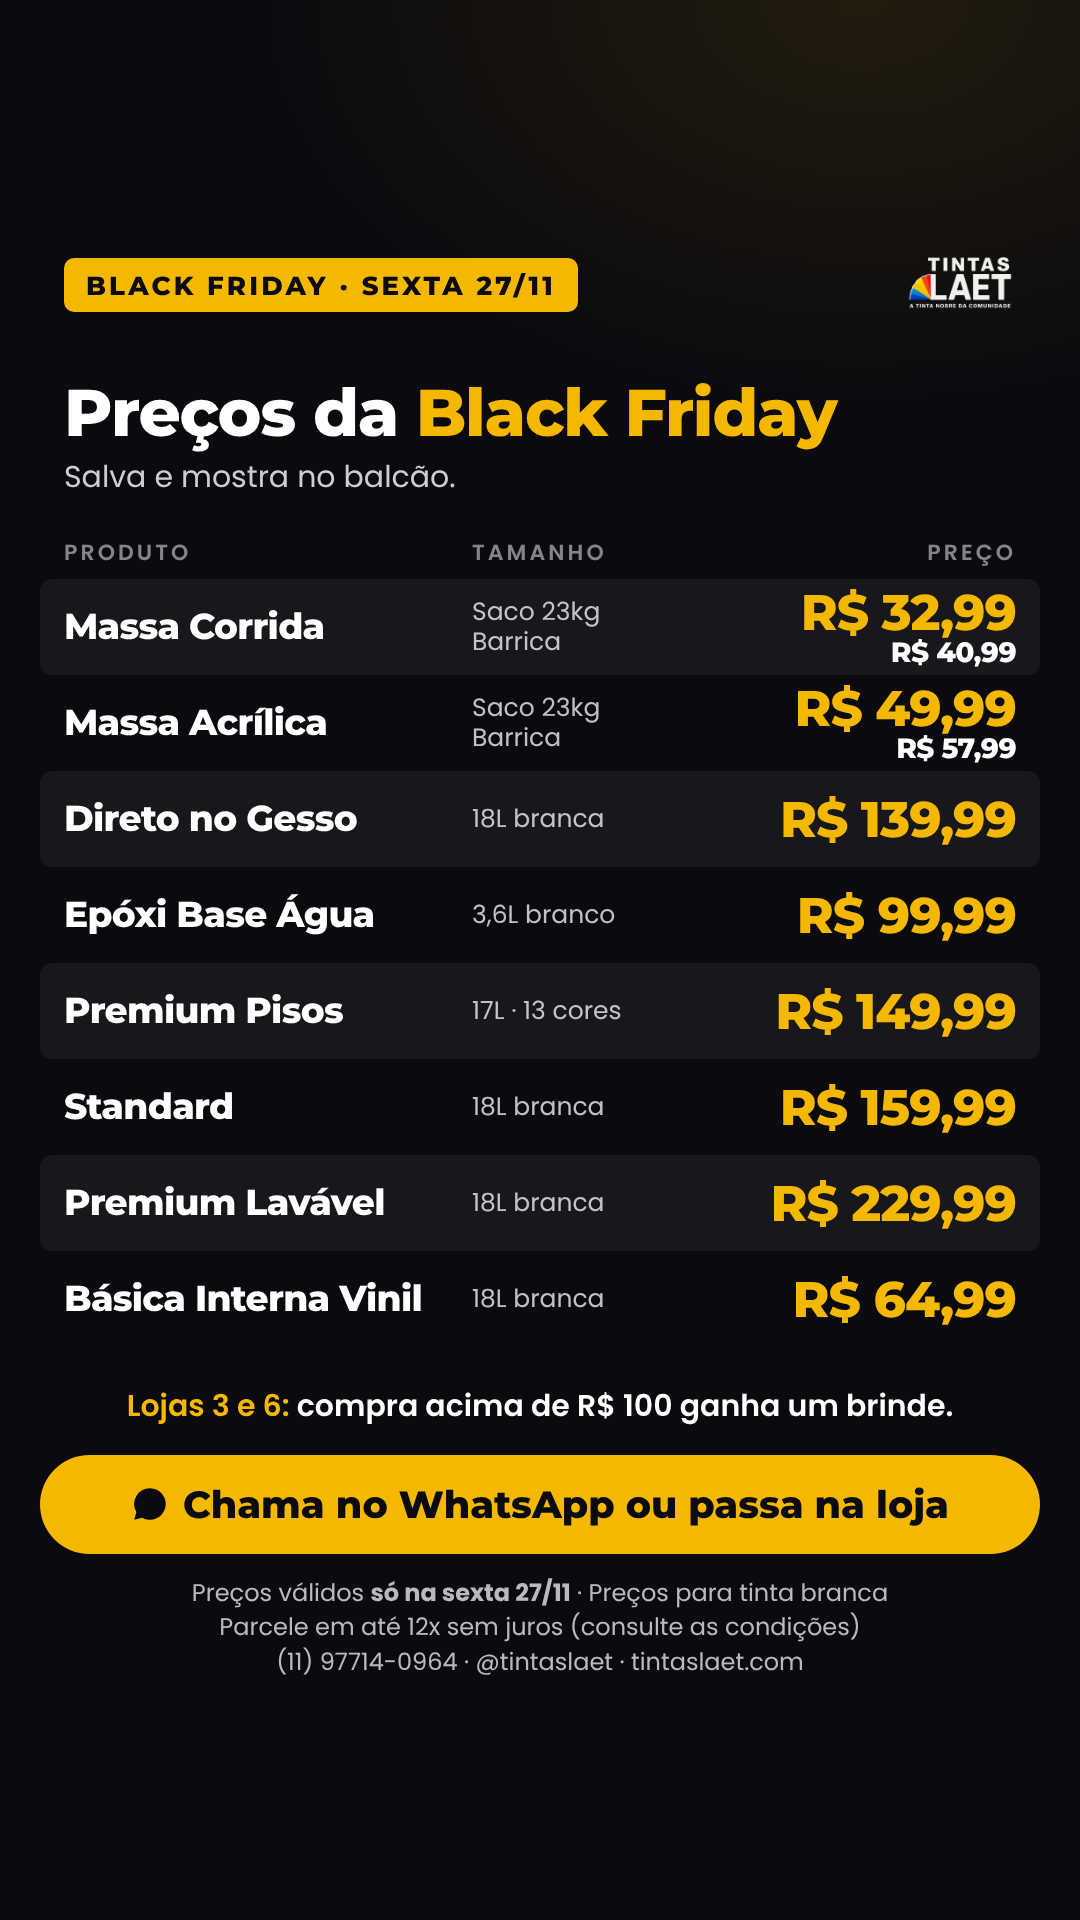 BLACK FRIDAY · SEXTA 27/11
TINTAS
LAET
A TINTA NOBRE DA COMUNIDADE
Preços da Black Friday
Salva e mostra no balcão.
PRODUTO TAMANHO PREÇO
Massa Corrida Saco 23kg R$ 32,99
Barrica R$ 40,99
Massa Acrílica Saco 23kg R$ 49,99
Barrica R$ 57,99
Direto no Gesso 18L branca R$ 139,99
Epóxi Base Água 3,6L branco R$ 99,99
Premium Pisos 17L · 13 cores R$ 149,99
Standard 18L branca R$ 159,99
Premium Lavável 18L branca R$ 229,99
Básica Interna Vinil 18L branca R$ 64,99
Lojas 3 e 6: compra acima de R$ 100 ganha um brinde.
Chama no WhatsApp ou passa na loja
Preços válidos só na sexta 27/11 · Preços para tinta branca
Parcele em até 12x sem juros (consulte as condições)
(11) 97714-0964 · @tintaslaet · tintaslaet.com